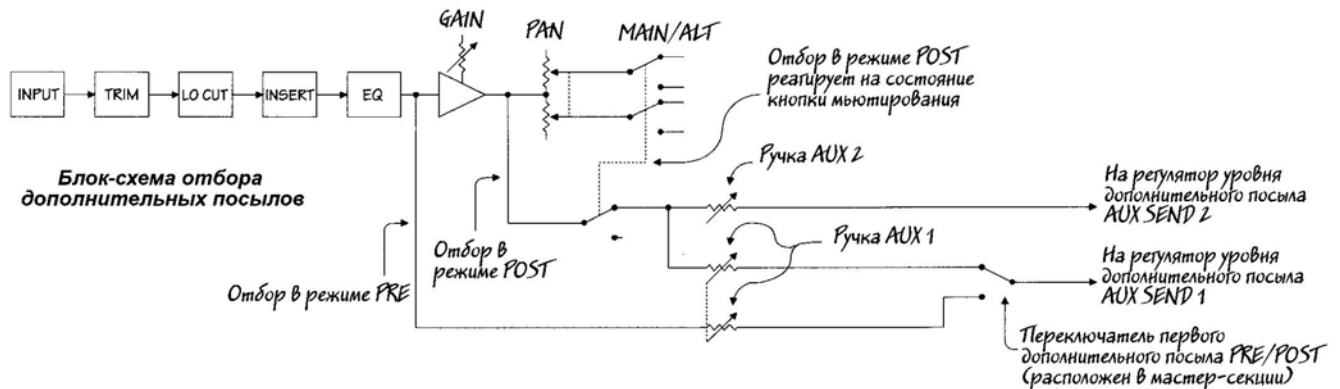 GAIN
PAN
MAIN/ALT
INPUT
TRIM
LO CUT
INSERT
EQ
Отбор в режиме POST
реагирует на состояние
кнопки мьютирования
Блок-схема отбора
дополнительных посылов
Ручка AUX 2
На регулятор уровня
дополнительного посыла
AUX SEND 2
Отбор в
режиме POST
Ручка AUX 1
Отбор в режиме PRE
На регулятор уровня
дополнительного посыла
AUX SEND 1
Переключатель первого
дополнительного посыла PRE/POST
(расположен в мастер-секции)